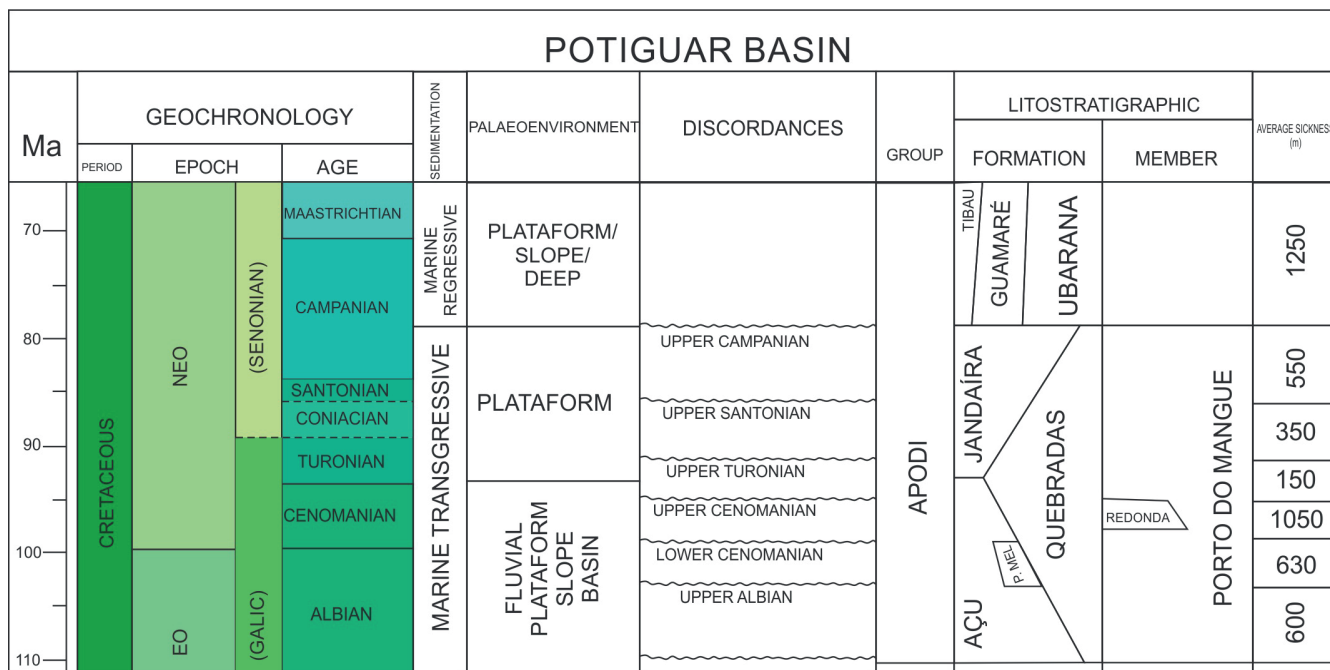 POTIGUAR BASIN
Ma
GEOCHRONOLOGY
PERIOD
EPOCH
AGE
SEDIMENTATION
PALAEOENVIRONMENT
DISCORDANCES
GROUP
LITOSTRATIGRAPHIC
FORMATION
MEMBER
AVERAGE SICKNESS
(m)
70
80
90
100
110
CRETACEOUS
NEO
EO
(SENONIAN)
(GALIC)
MAASTRICHTIAN
CAMPANIAN
SANTONIAN
CONIACIAN
TURONIAN
CENOMANIAN
ALBIAN
MARINE
REGRESSIVE
MARINE TRANSGRESSIVE
PLATAFORM/
SLOPE/
DEEP
PLATAFORM
FLUVIAL
PLATAFORM
SLOPE
BASIN
UPPER CAMPANIAN
UPPER SANTONIAN
UPPER TURONIAN
UPPER CENOMANIAN
LOWER CENOMANIAN
UPPER ALBIAN
APODI
TIBAU
GUAMARÉ
UBARANA
JANDAÍRA
QUEBRADAS
P. MEL
AÇU
REDONDA
PORTO DO MANGUE
1250
550
350
150
1050
630
600